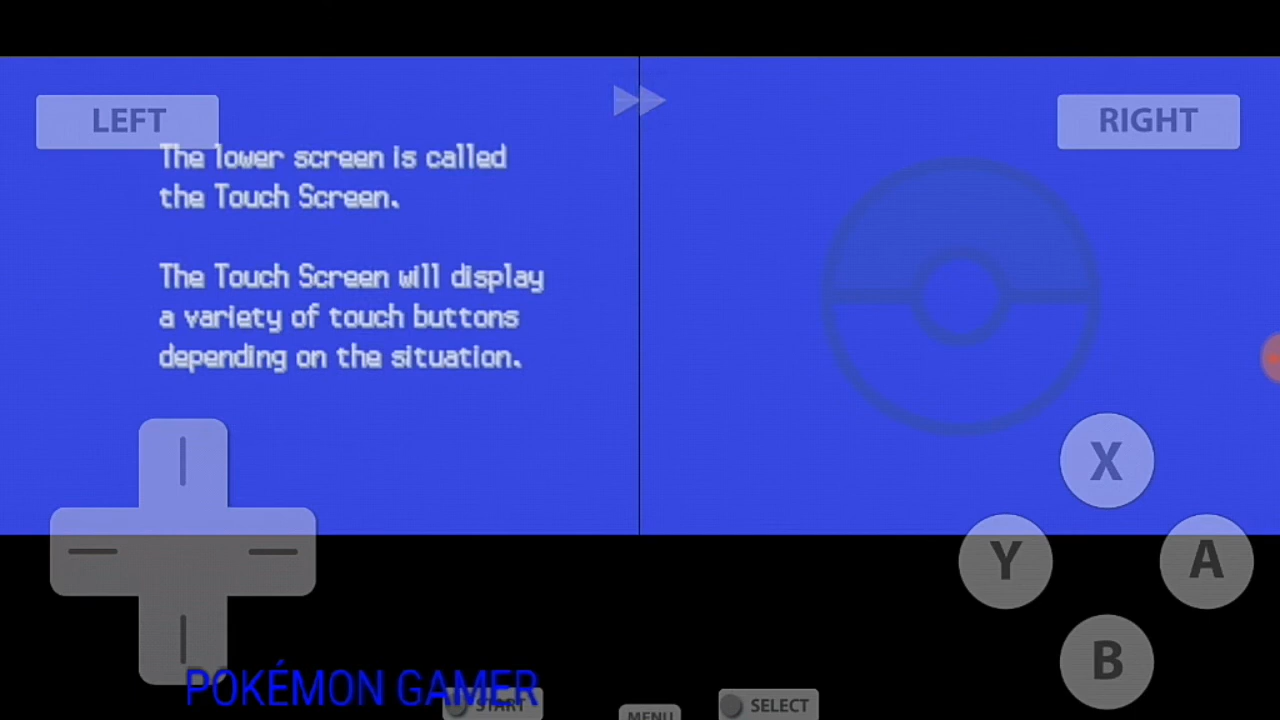 LEFT
RIGHT
The lower screen is called
the Touch Screen.
The Touch Screen will display
a variety of touch buttons
depending on the situation.
X
Y
A
B
POKÉMON GAMER
START
MENU
SELECT